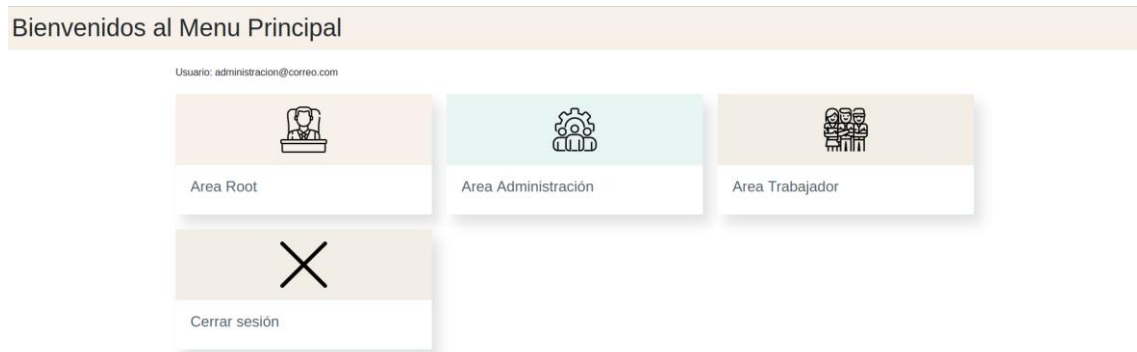 Bienvenidos al Menu Principal
Usuario: administracion@correo.com
Area Root
Area Administración
Area Trabajador
Cerrar sesión